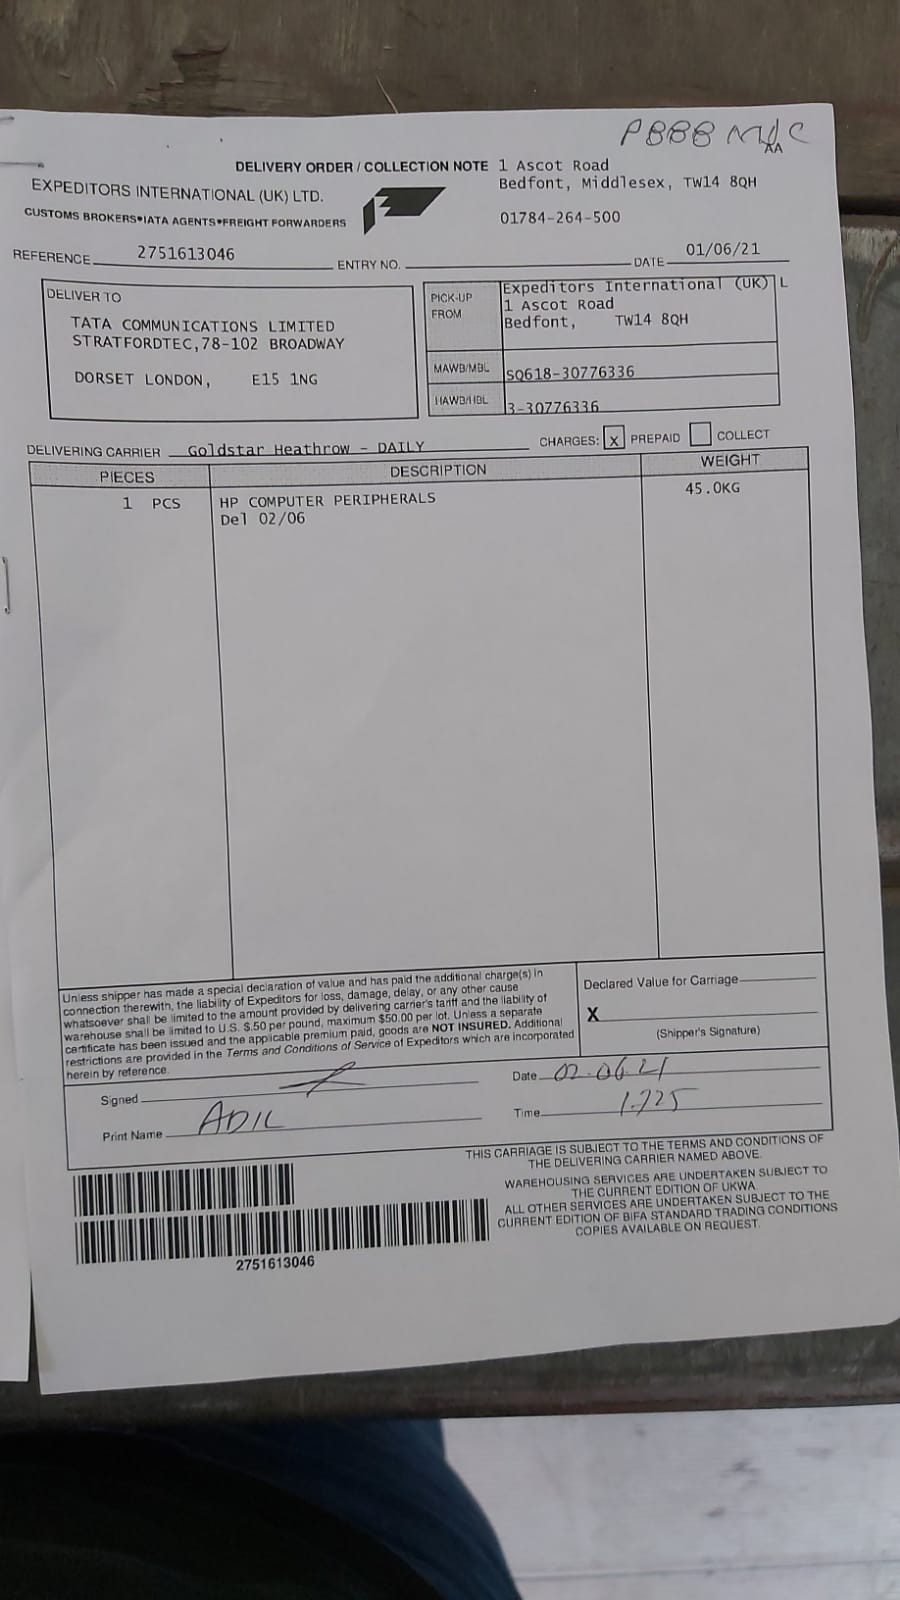 P888 MDC
AA
DELIVERY ORDER / COLLECTION NOTE 1 Ascot Road
Bedfont, Middlesex, TW14 8QH
EXPEDITORS INTERNATIONAL (UK) LTD.
CUSTOMS BROKERS•IATA AGENTS•FREIGHT FORWARDERS
01784-264-500
REFERENCE 2751613046 ENTRY NO. DATE 01/06/21
DELIVER TO
TATA COMMUNICATIONS LIMITED
STRATFORDTEC,78-102 BROADWAY
DORSET LONDON, E15 1NG
PICK-UP FROM
Expeditors International (UK) L
1 Ascot Road
Bedfont, TW14 8QH
MAWB/MBL SQ618-30776336
HAWB/HBL 3-30776336
DELIVERING CARRIER Goldstar Heathrow - DAILY CHARGES: X PREPAID COLLECT
PIECES DESCRIPTION WEIGHT
1 PCS HP COMPUTER PERIPHERALS 45.0KG
Del 02/06
Unless shipper has made a special declaration of value and has paid the additional charge(s) in
connection therewith, the liability of Expeditors for loss, damage, delay, or any other cause
whatsoever shall be limited to the amount provided by delivering carrier's tariff and the liability of
warehouse shall be limited to U.S. $.50 per pound, maximum $50.00 per lot. Unless a separate
certificate has been issued and the applicable premium paid, goods are NOT INSURED. Additional
restrictions are provided in the Terms and Conditions of Service of Expeditors which are incorporated
herein by reference.
Declared Value for Carriage
X
(Shipper's Signature)
Signed
Date 02.06.21
Print Name ADIL
Time 1.725
THIS CARRIAGE IS SUBJECT TO THE TERMS AND CONDITIONS OF
THE DELIVERING CARRIER NAMED ABOVE.
WAREHOUSING SERVICES ARE UNDERTAKEN SUBJECT TO
THE CURRENT EDITION OF UKWA
ALL OTHER SERVICES ARE UNDERTAKEN SUBJECT TO THE
CURRENT EDITION OF BIFA STANDARD TRADING CONDITIONS
COPIES AVAILABLE ON REQUEST.
2751613046